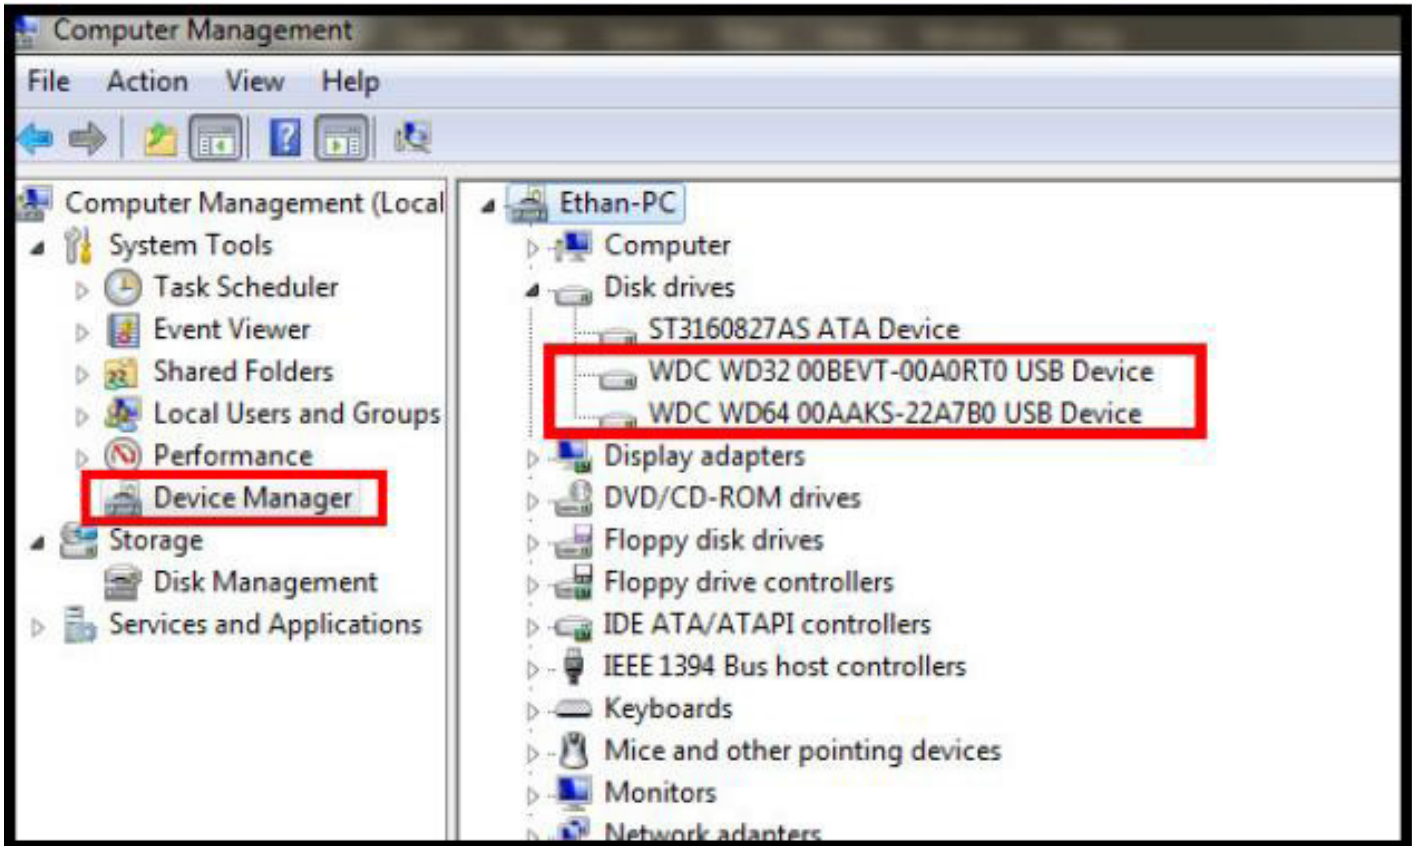 Computer Management
File Action View Help
Computer Management (Local
System Tools
Task Scheduler
Event Viewer
Shared Folders
Local Users and Groups
Performance
Device Manager
Storage
Disk Management
Services and Applications
Ethan-PC
Computer
Disk drives
ST3160827AS ATA Device
WDC WD32 00BEVT-00A0RT0 USB Device
WDC WD64 00AAKS-22A7B0 USB Device
Display adapters
DVD/CD-ROM drives
Floppy disk drives
Floppy drive controllers
IDE ATA/ATAPI controllers
IEEE 1394 Bus host controllers
Keyboards
Mice and other pointing devices
Monitors
Network adapters